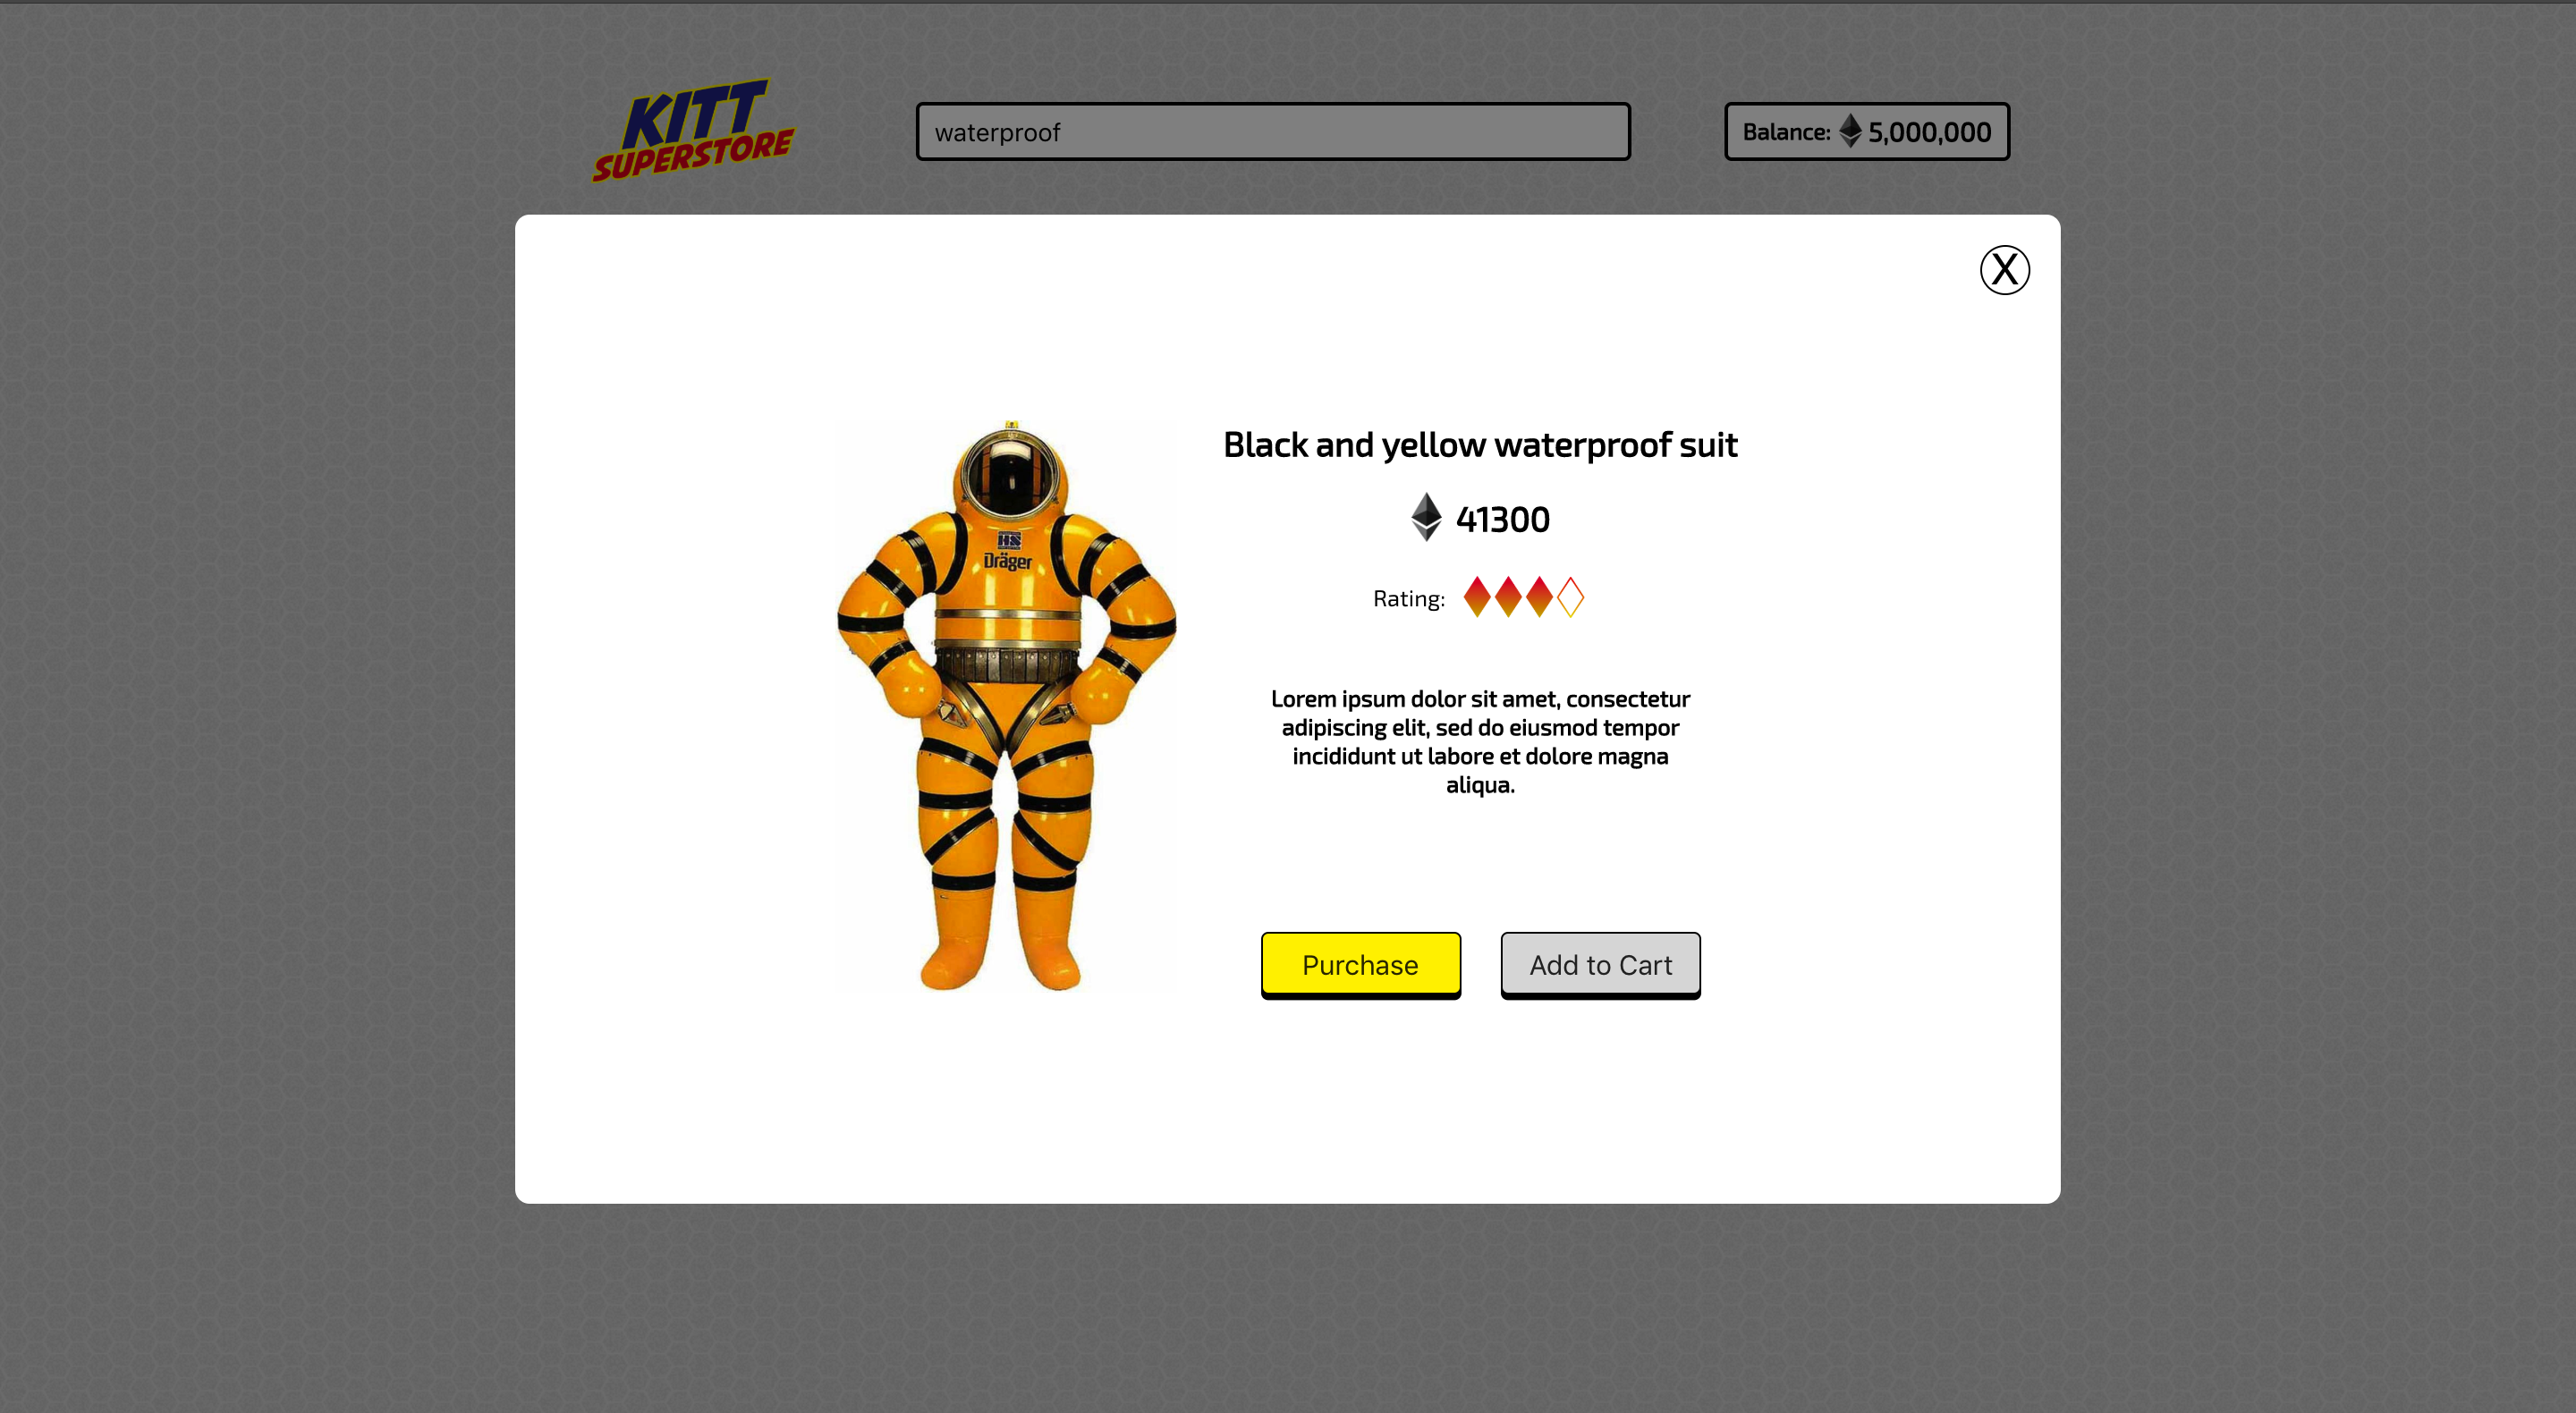 KITT
SUPERSTORE
waterproof
Balance: 5,000,000
X
Black and yellow waterproof suit
41300
HS
Dräger
Rating:
Lorem ipsum dolor sit amet, consectetur
adipiscing elit, sed do eiusmod tempor
incididunt ut labore et dolore magna
aliqua.
Purchase
Add to Cart